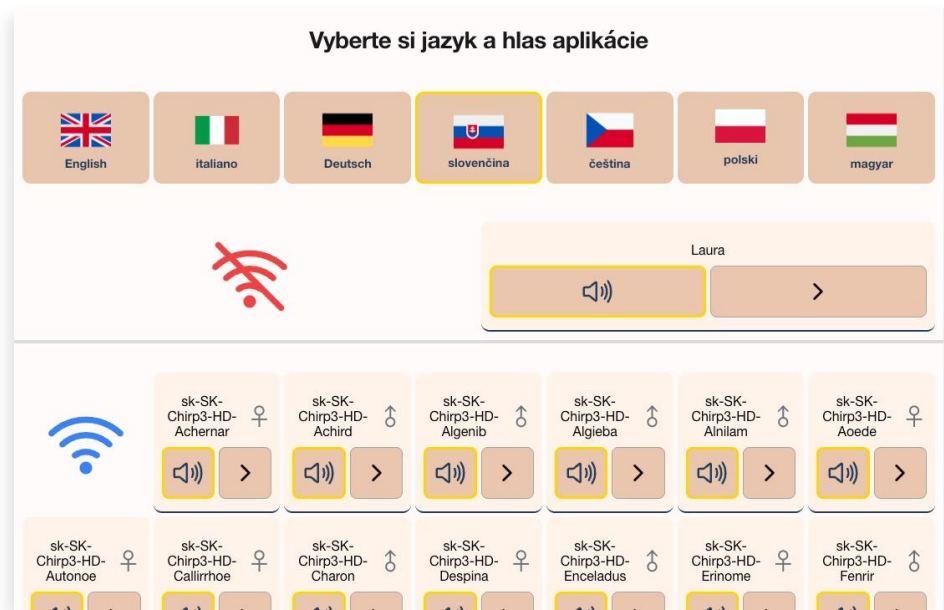 Vyberte si jazyk a hlas aplikácie
English
italiano
Deutsch
slovenčina
čeština
polski
magyar
Laura
sk-SK-
Chirp3-HD-
Achernar
sk-SK-
Chirp3-HD-
Achird
sk-SK-
Chirp3-HD-
Algenib
sk-SK-
Chirp3-HD-
Algieba
sk-SK-
Chirp3-HD-
Alnilam
sk-SK-
Chirp3-HD-
Aoede
sk-SK-
Chirp3-HD-
Autonoe
sk-SK-
Chirp3-HD-
Callirrhoe
sk-SK-
Chirp3-HD-
Charon
sk-SK-
Chirp3-HD-
Despina
sk-SK-
Chirp3-HD-
Enceladus
sk-SK-
Chirp3-HD-
Erinome
sk-SK-
Chirp3-HD-
Fenrir